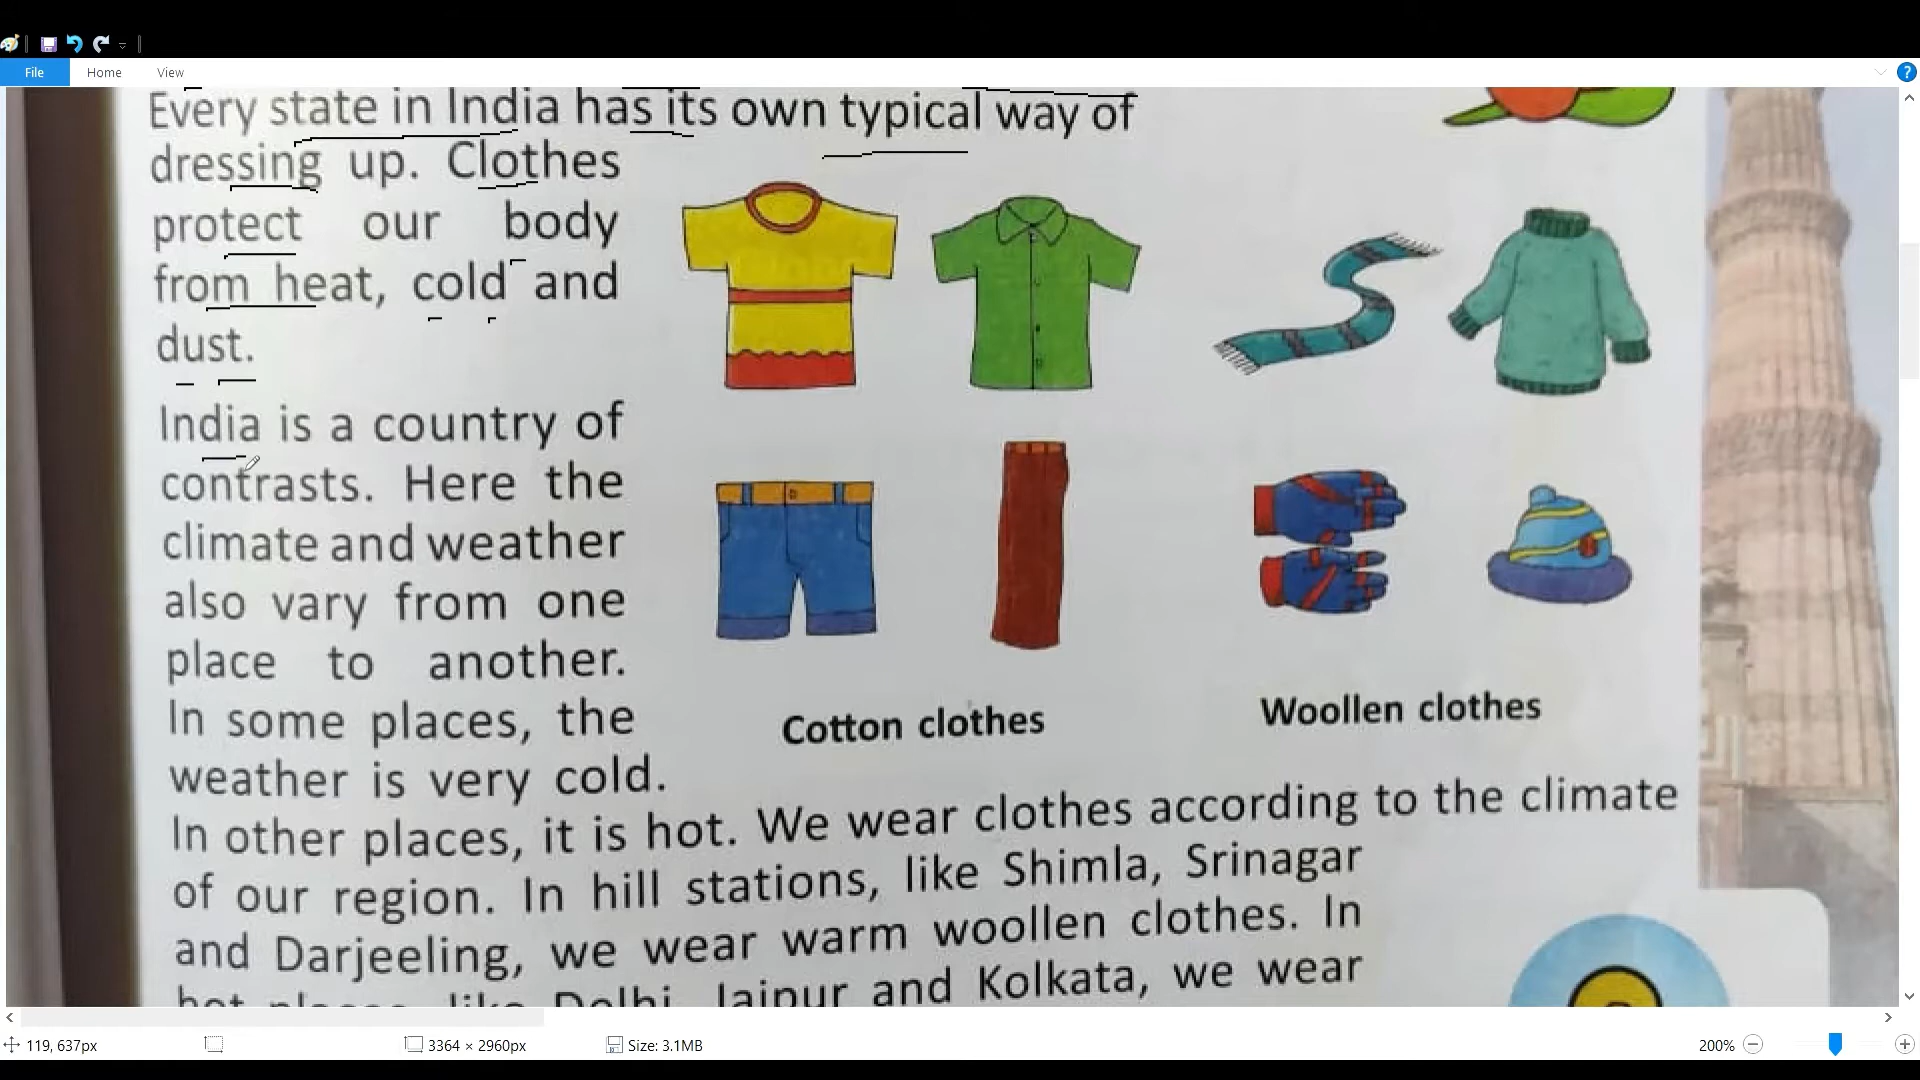 File Home View
Every state in India has its own typical way of
dressing up. Clothes
protect our body
from heat, cold and
dust.
India is a country of
contrasts. Here the
climate and weather
also vary from one
place to another.
In some places, the
weather is very cold.
Cotton clothes
Woollen clothes
In other places, it is hot. We wear clothes according to the climate
of our region. In hill stations, like Shimla, Srinagar
and Darjeeling, we wear warm woollen clothes. In
hot places, like Delhi, Jaipur and Kolkata, we wear
119, 637px 3364 × 2960px Size: 3.1MB 200%